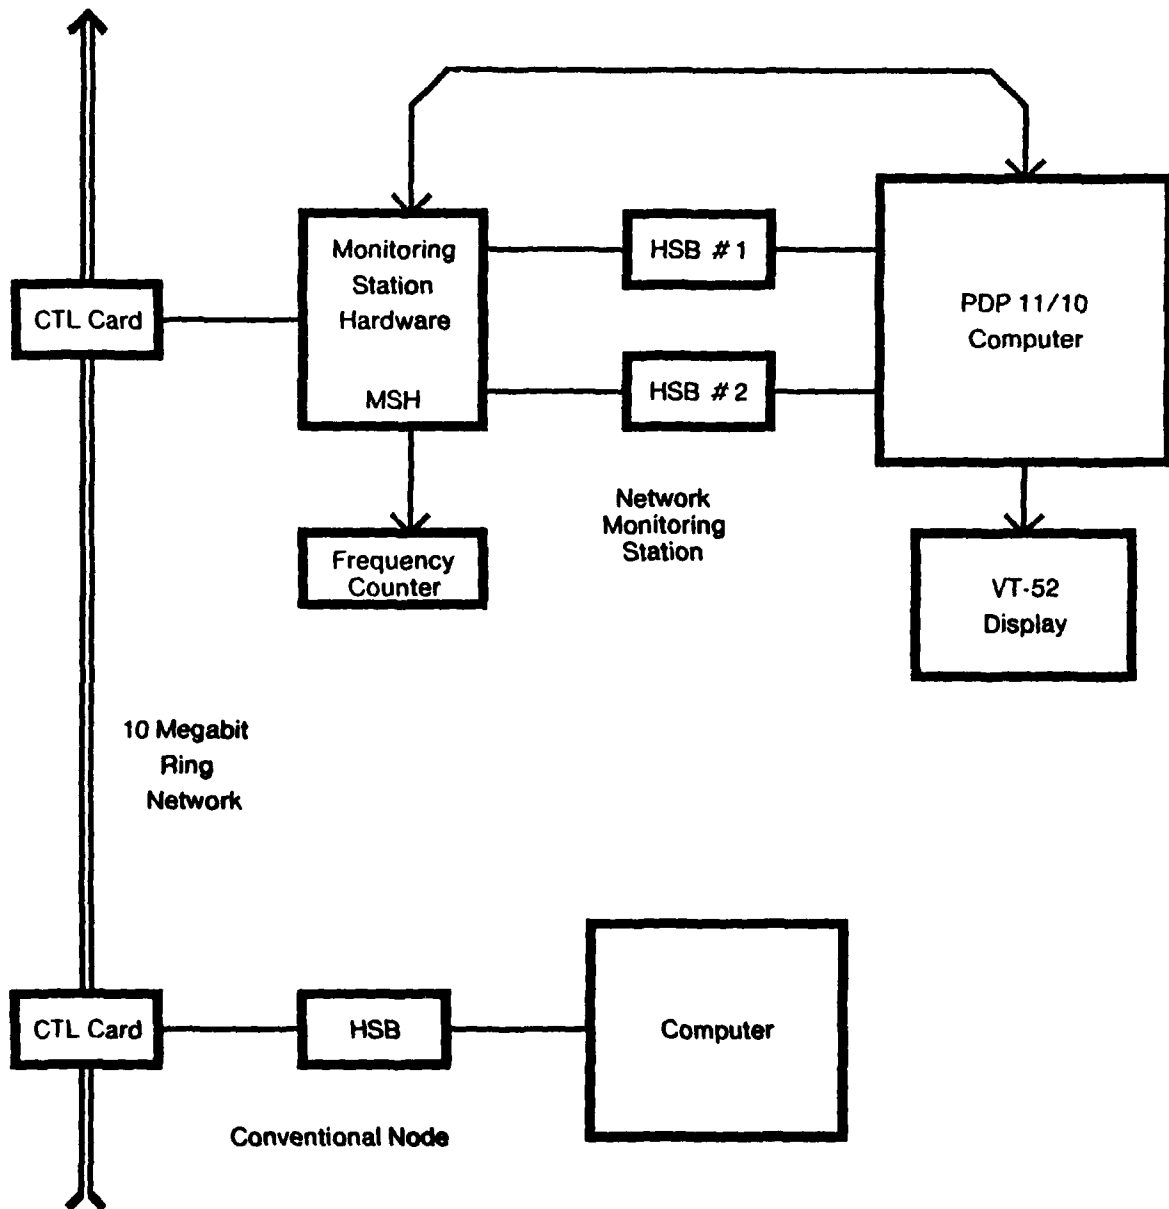 Monitoring
Station
Hardware
MSH
HSB #1
HSB #2
PDP 11/10
Computer
CTL Card
Frequency
Counter
Network
Monitoring
Station
VT-52
Display
10 Megabit
Ring
Network
CTL Card
HSB
Computer
Conventional Node